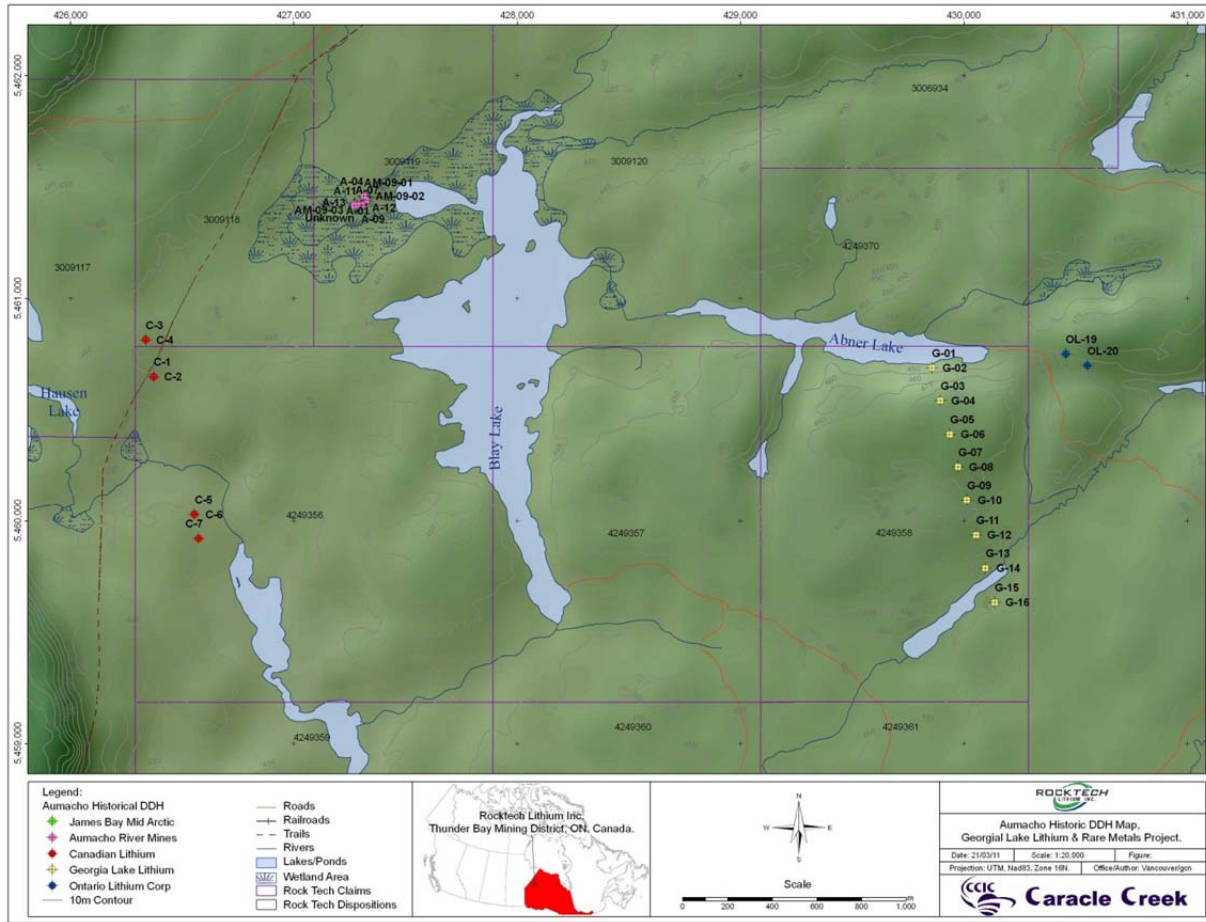 426,000 427,000 428,000 429,000 430,000 431,000
5,462,000
5,461,000
5,460,000
5,459,000
3006934
3009119
3009120
3009118
3009117
4249370
4249356
4249357
4249358
4249359
4249360
4249361
A-04 AM-09-01
A-11 A-07
AM-09-02
A-13
A-12
AM-09-03 A-01
Unknown
A-09
C-3
C-4
C-1
C-2
C-5
C-6
C-7
Hausen
Lake
Blay Lake
Abner Lake
OL-19
OL-20
G-01
G-02
G-03
G-04
G-05
G-06
G-07
G-08
G-09
G-10
G-11
G-12
G-13
G-14
G-15
G-16
Legend:
Aumacho Historical DDH
James Bay Mid Arctic
Aumacho River Mines
Canadian Lithium
Georgia Lake Lithium
Ontario Lithium Corp
10m Contour
Roads
Railroads
Trails
Rivers
Lakes/Ponds
Wetland Area
Rock Tech Claims
Rock Tech Dispositions
Rocktech Lithium Inc.
Thunder Bay Mining District, ON, Canada.
N
W E
S
Scale
0 200 400 600 800 1,000
ROCKTECH
LITHIUM INC.
Aumacho Historic DDH Map,
Georgial Lake Lithium & Rare Metals Project.
Date: 21/03/11 Scale: 1:20,000 Figure:
Projection: UTM, Nad83, Zone 16N. Office/Author: Vancouver/gon
CCIC
Caracle Creek